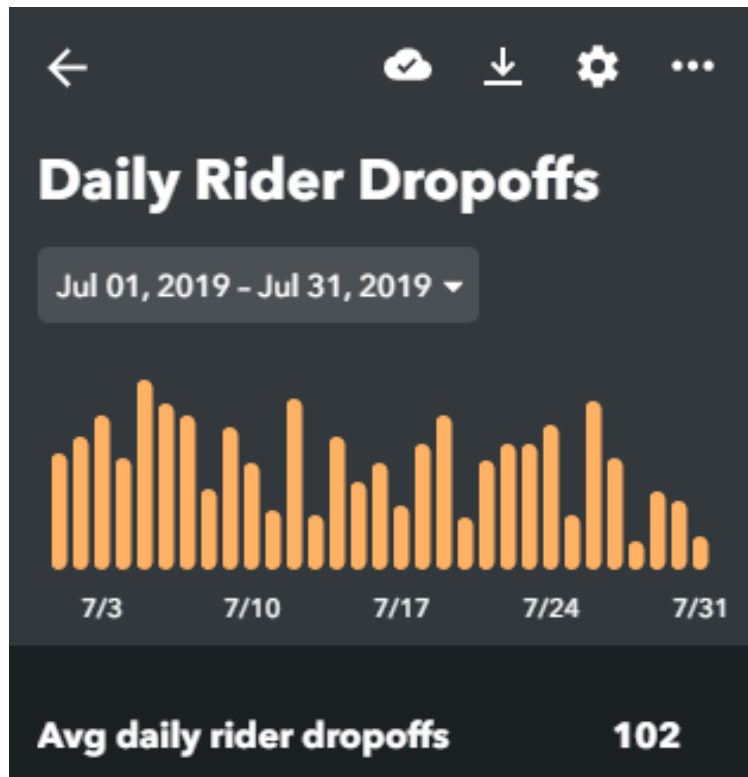 Daily Rider Dropoffs
Jul 01, 2019 – Jul 31, 2019
7/3 7/10 7/17 7/24 7/31
Avg daily rider dropoffs 102